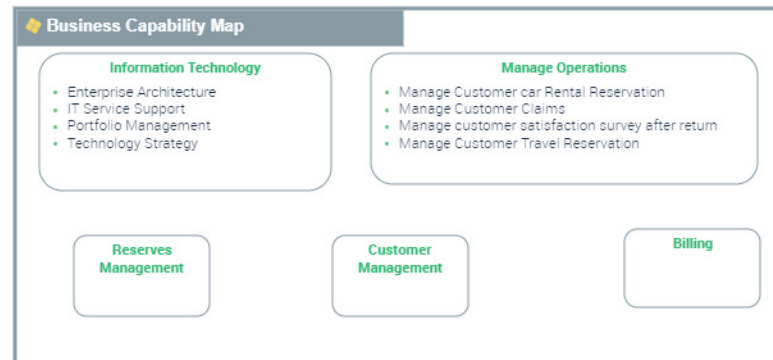 Business Capability Map
Information Technology
Enterprise Architecture
IT Service Support
Portfolio Management
Technology Strategy
Manage Operations
Manage Customer car Rental Reservation
Manage Customer Claims
Manage customer satisfaction survey after return
Manage Customer Travel Reservation
Reserves
Management
Customer
Management
Billing